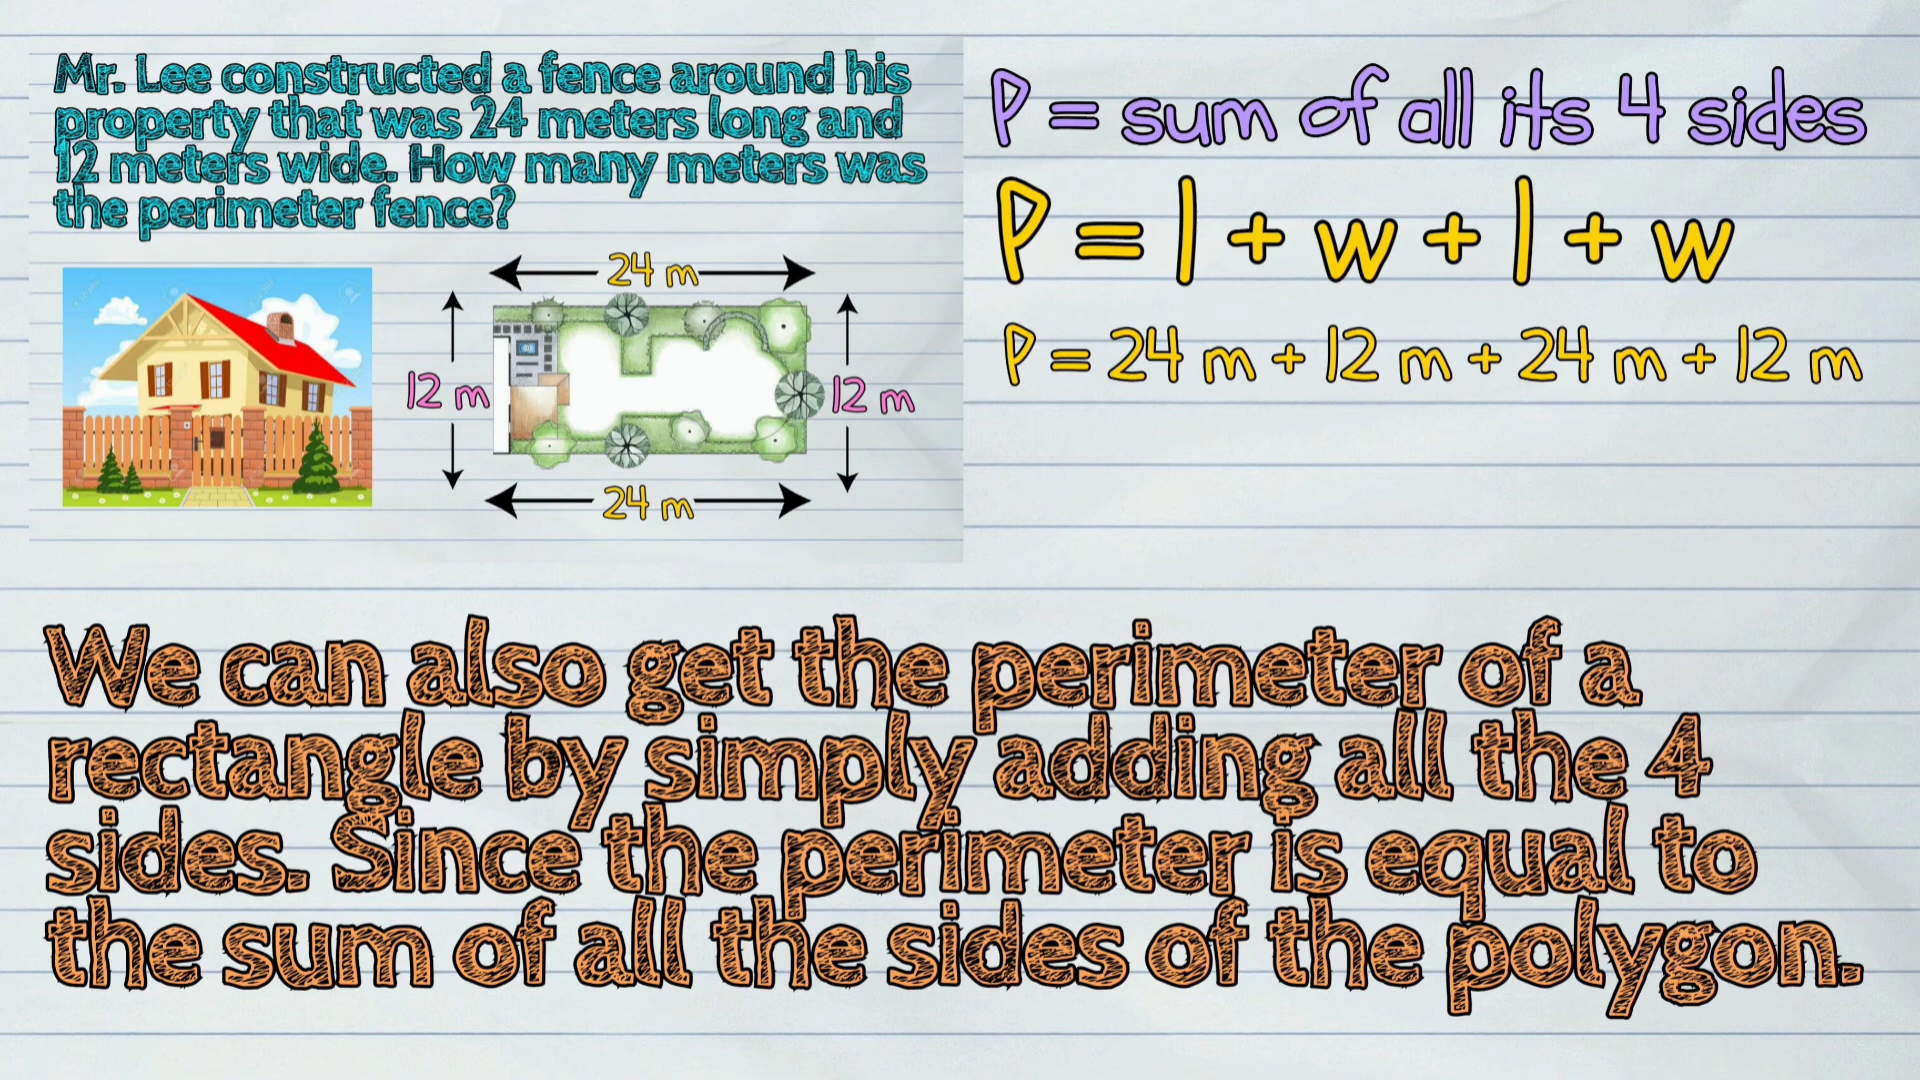 Mr. Lee constructed a fence around his
property that was 24 meters long and
12 meters wide. How many meters was
the perimeter fence?
24 m
12 m
12 m
24 m
P = sum of all its 4 sides
P = l + w + l + w
P = 24 m + 12 m + 24 m + 12 m
We can also get the perimeter of a
rectangle by simply adding all the 4
sides. Since the perimeter is equal to
the sum of all the sides of the polygon.